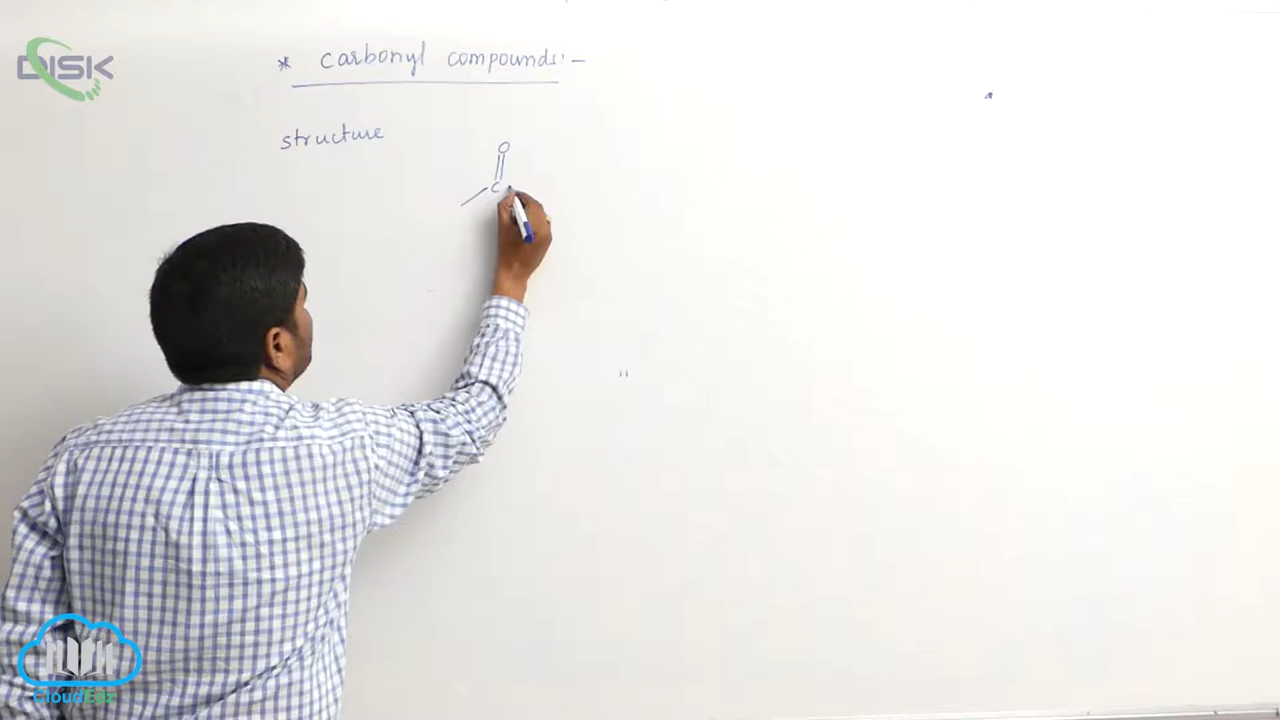 DISK
* carbonyl compounds:-
structure
O
C
CloudEdz